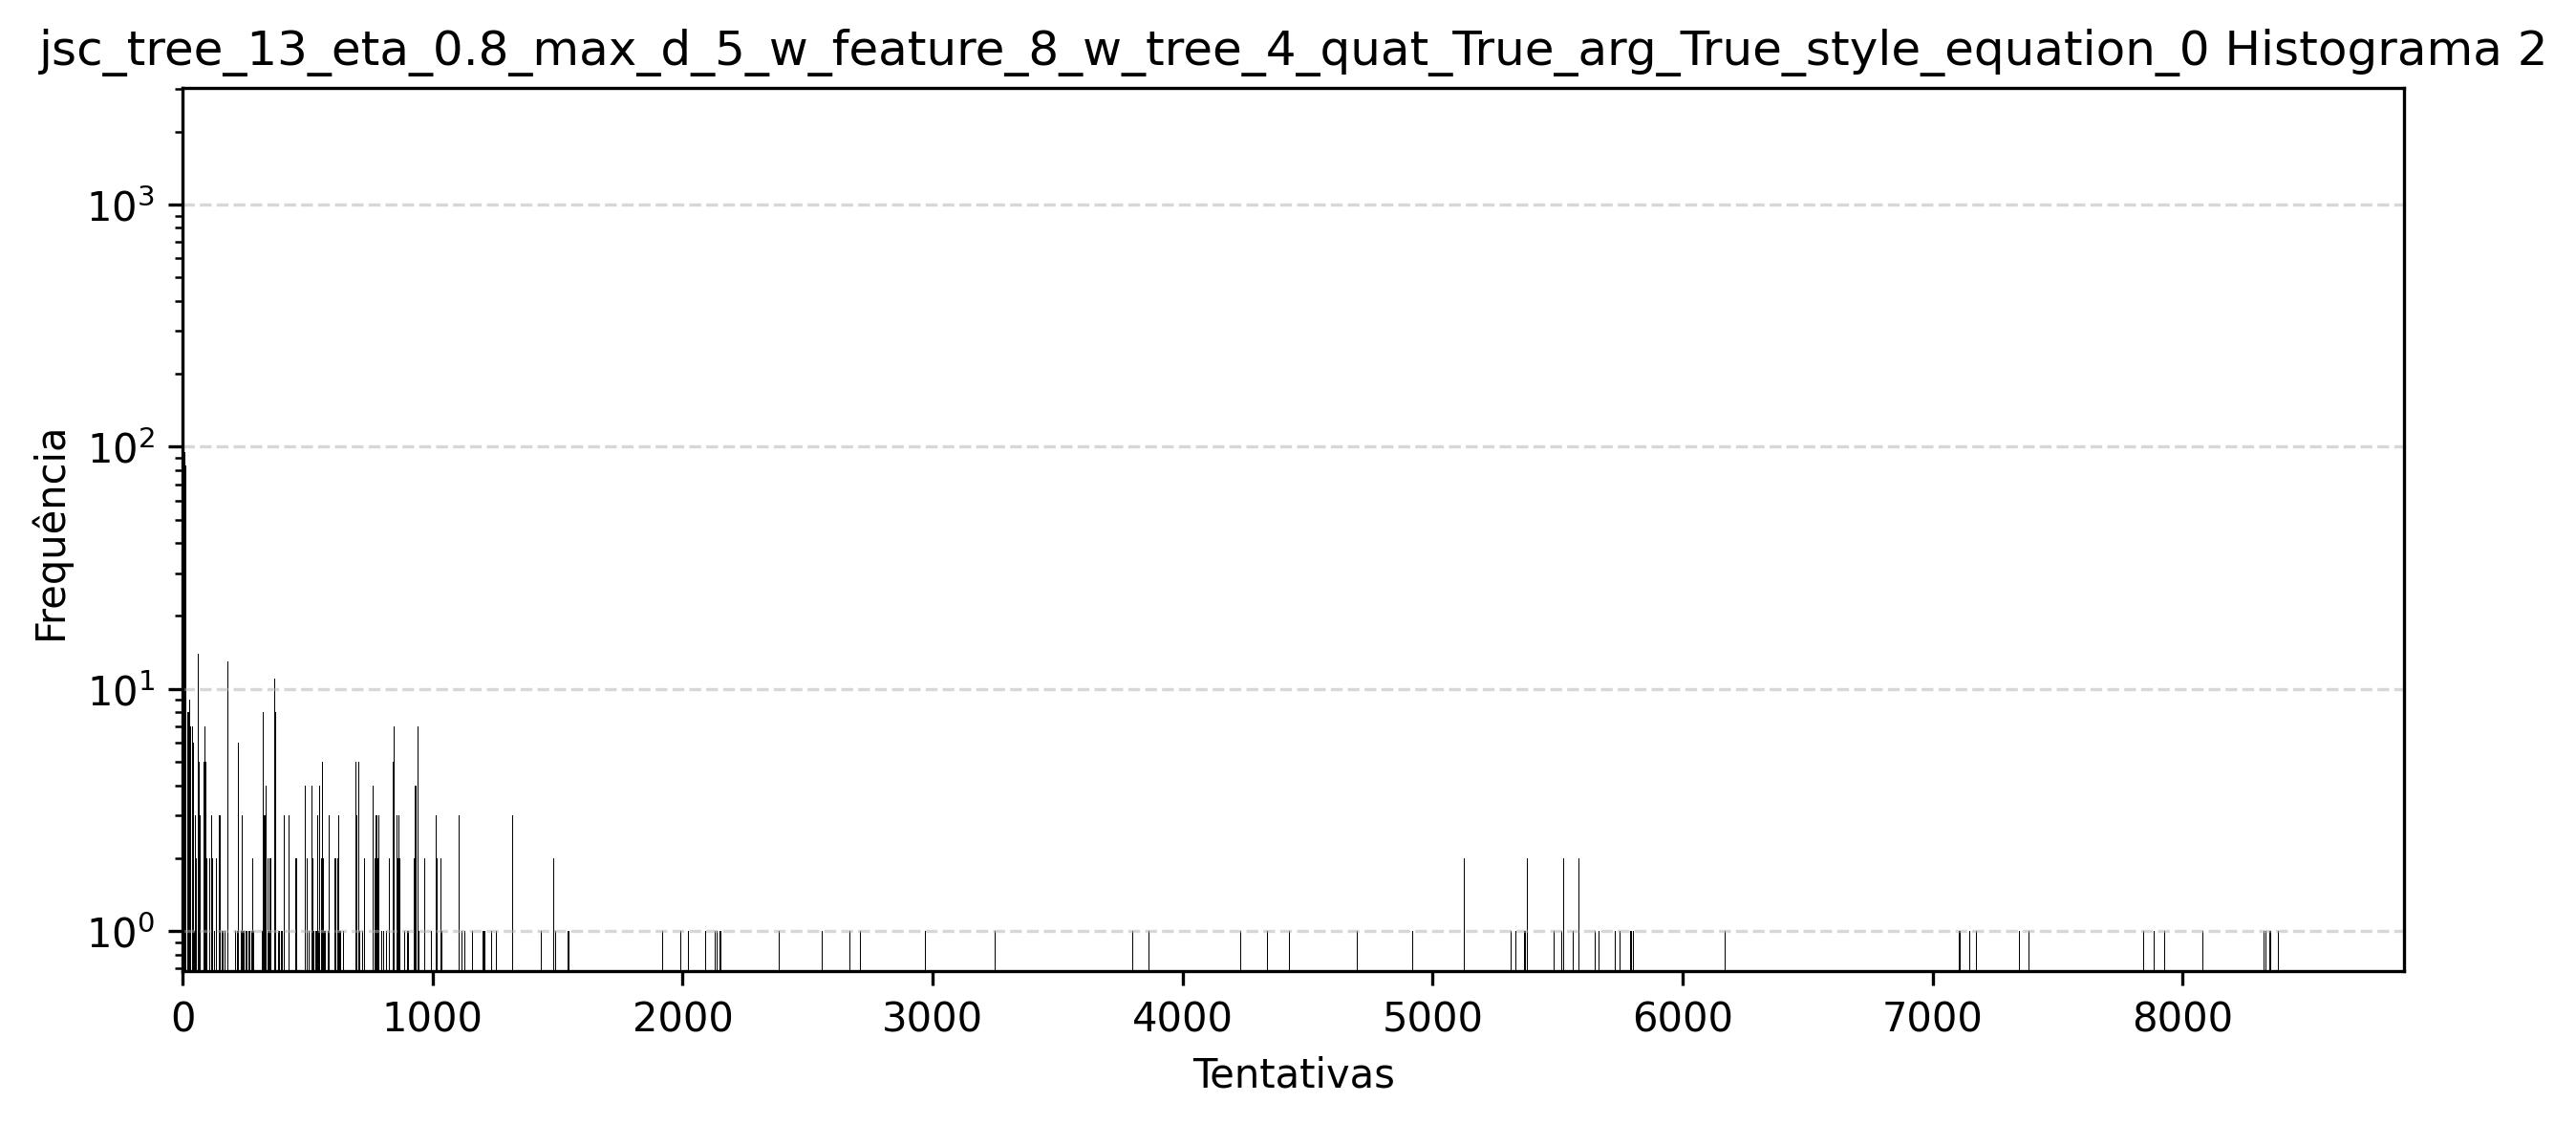 jsc_tree_13_eta_0.8_max_d_5_w_feature_8_w_tree_4_quat_True_arg_True_style_equation_0 Histograma 2
Frequência
10³
10²
10¹
10⁰
0 1000 2000 3000 4000 5000 6000 7000 8000
Tentativas